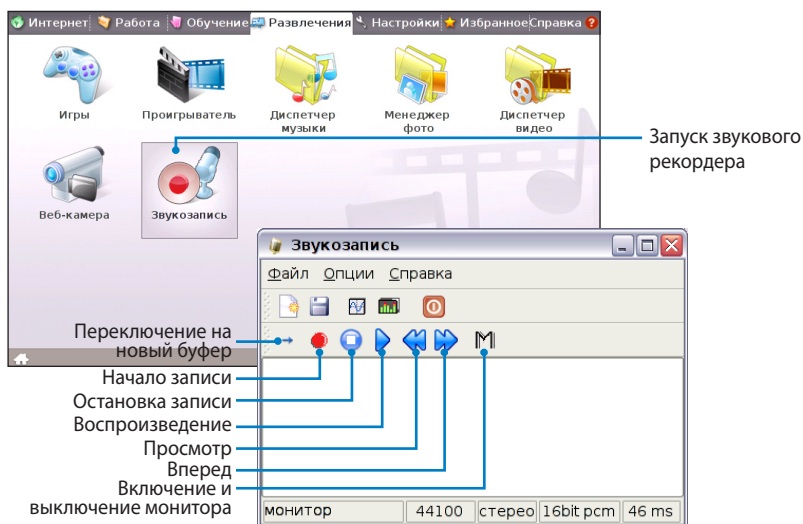 Интернет Работа Обучение Развлечения Настройки Избранное Справка
Игры
Проигрыватель
Диспетчер
музыки
Менеджер
фото
Диспетчер
видео
Веб-камера
Звукозапись
Запуск звукового
рекордера
Звукозапись
Файл Опции Справка
Переключение на
новый буфер
Начало записи
Остановка записи
Воспроизведение
Просмотр
Вперед
Включение и
выключение монитора
монитор 44100 стерео 16bit pcm 46 ms